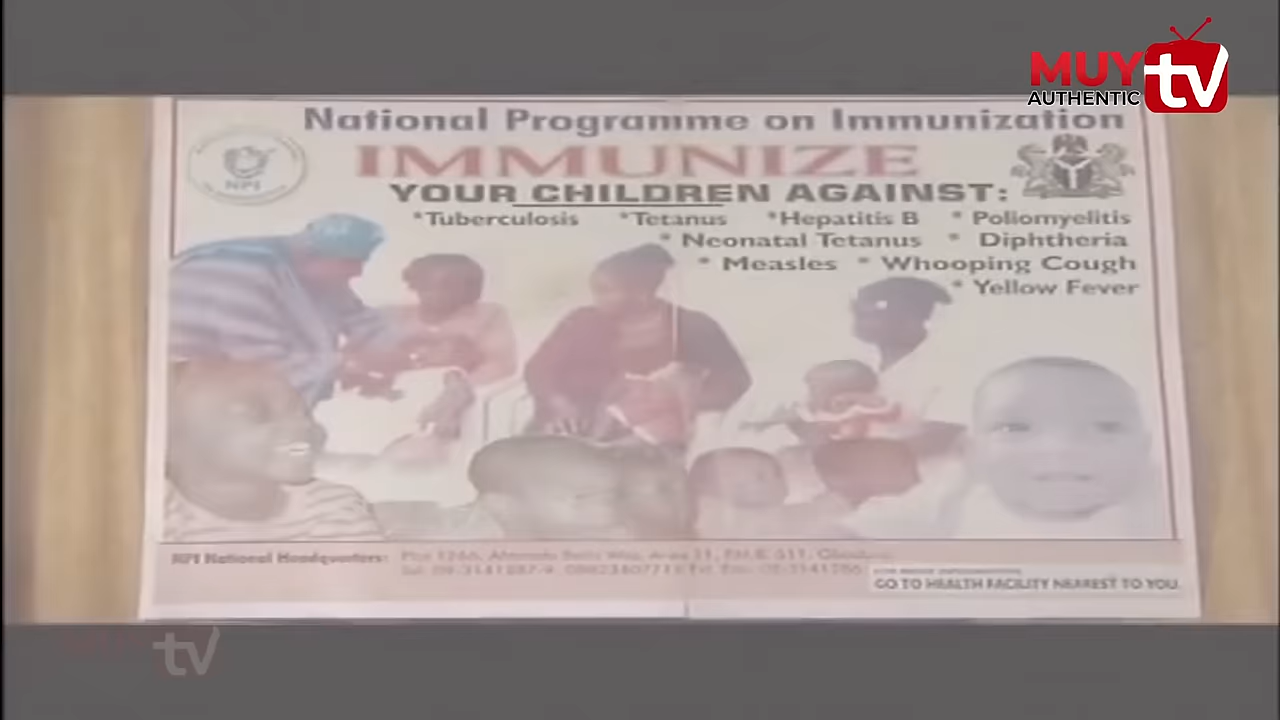 MUY
AUTHENTIC
tv
National Programme on Immunization
NPI
IMMUNIZE
YOUR CHILDREN AGAINST:
*Tuberculosis *Tetanus *Hepatitis B * Poliomyelitis
* Neonatal Tetanus * Diphtheria
* Measles * Whooping Cough
* Yellow Fever
NPI National Headquarters:
GO TO HEALTH FACILITY NEAREST TO YOU.
tv